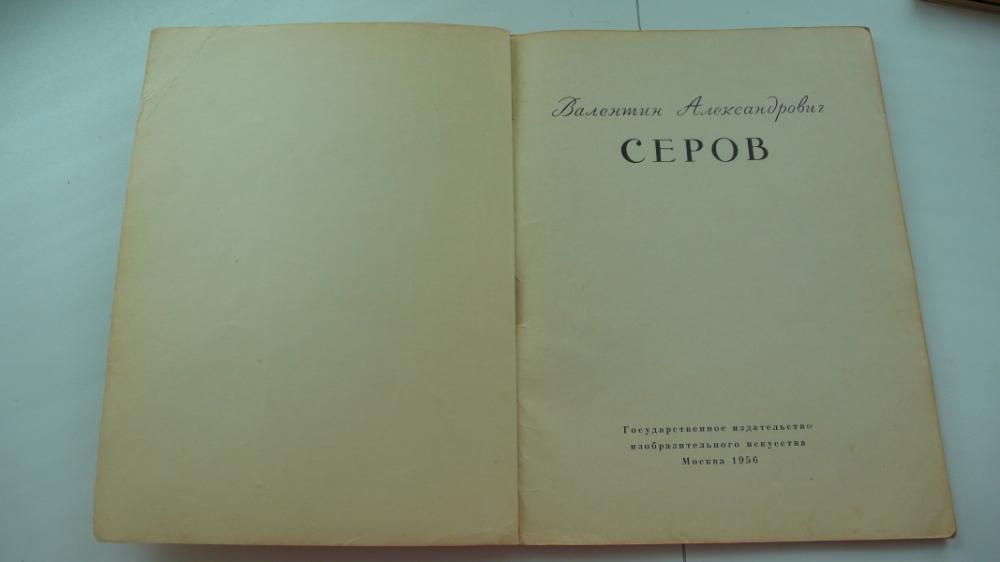 Валентин Александрович
СЕРОВ
Государственное издательство
изобразительного искусства
Москва 1956